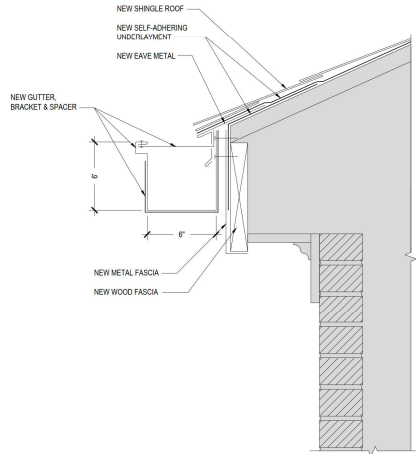 NEW SHINGLE ROOF
NEW SELF-ADHERING
UNDERLAYMENT
NEW EAVE METAL
NEW GUTTER,
BRACKET & SPACER
6'
6"
NEW METAL FASCIA
NEW WOOD FASCIA